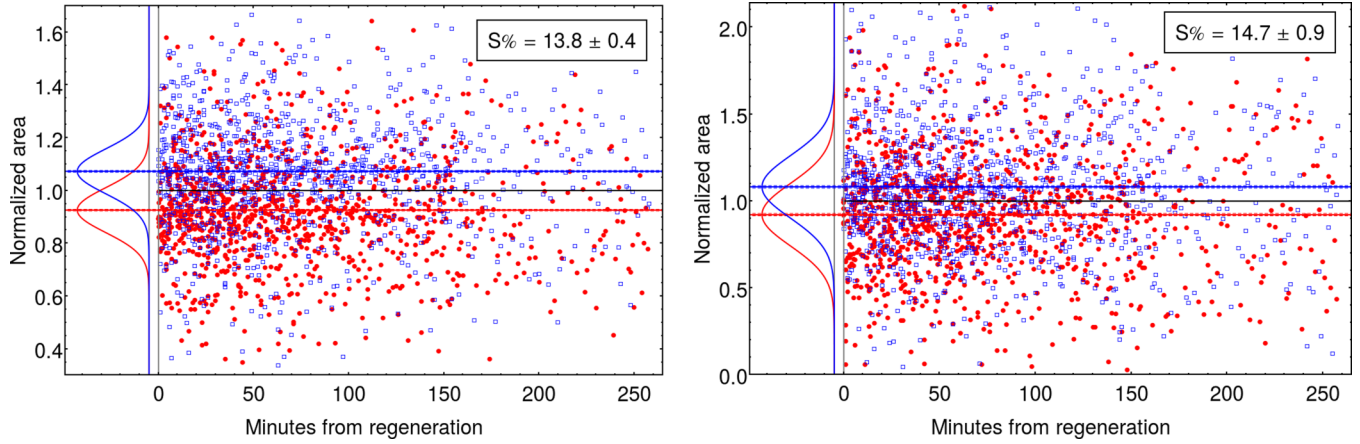 S% = 13.8 ± 0.4
Normalized area
1.6
1.4
1.2
1.0
0.8
0.6
0.4
0 50 100 150 200 250
Minutes from regeneration
S% = 14.7 ± 0.9
Normalized area
2.0
1.5
1.0
0.5
0.0
0 50 100 150 200 250
Minutes from regeneration